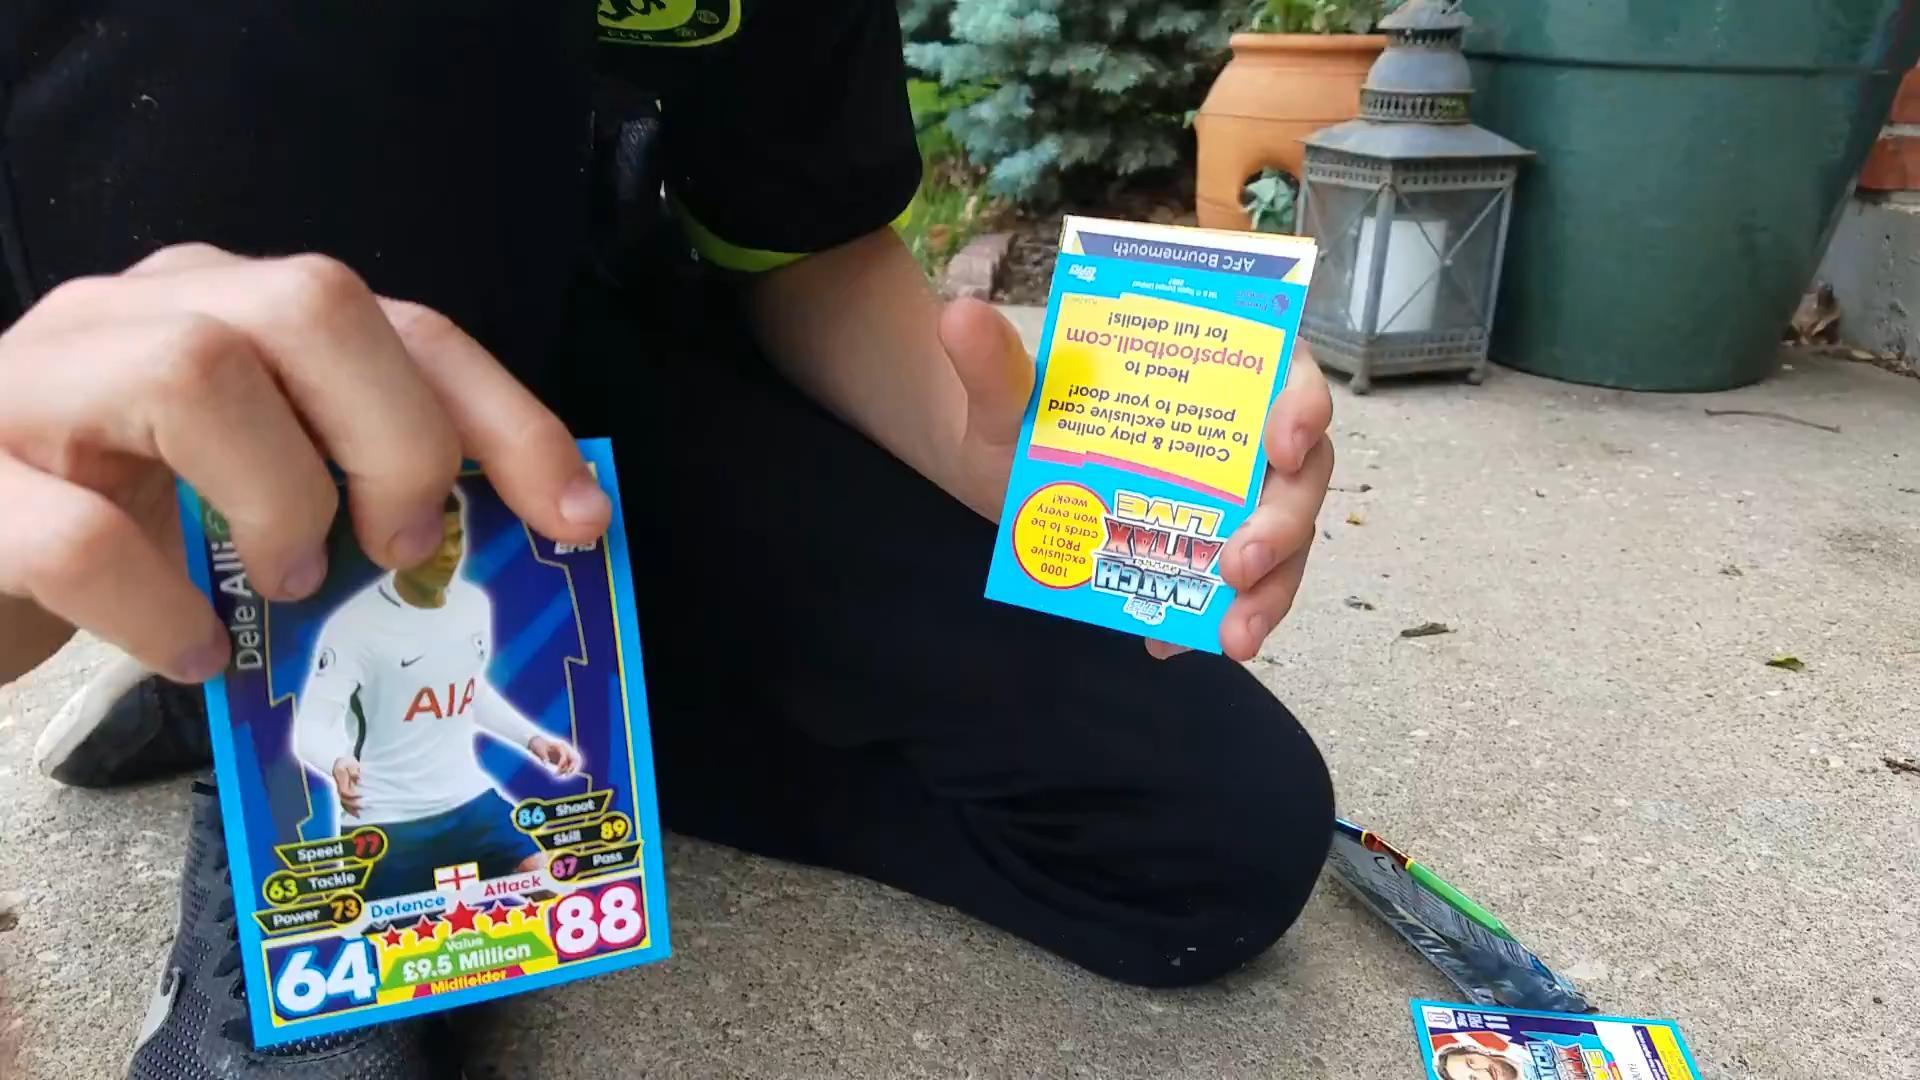 CLUB
Dele Alli
AIA
86 Shoot
Skill 89
87 Pass
Speed 77
63 Tackle
Power 73
Defence
Attack
64
88
Value
£9.5 Million
Midfielder
AFC Bournemouth
for full details!
toppsfootball.com
Head to
posted to your door!
to win an exclusive card
Collect & play online
1000
exclusive
PRO11
cards to be
won every
week!
MATCH
ATTAX
LIVE
PRO
11